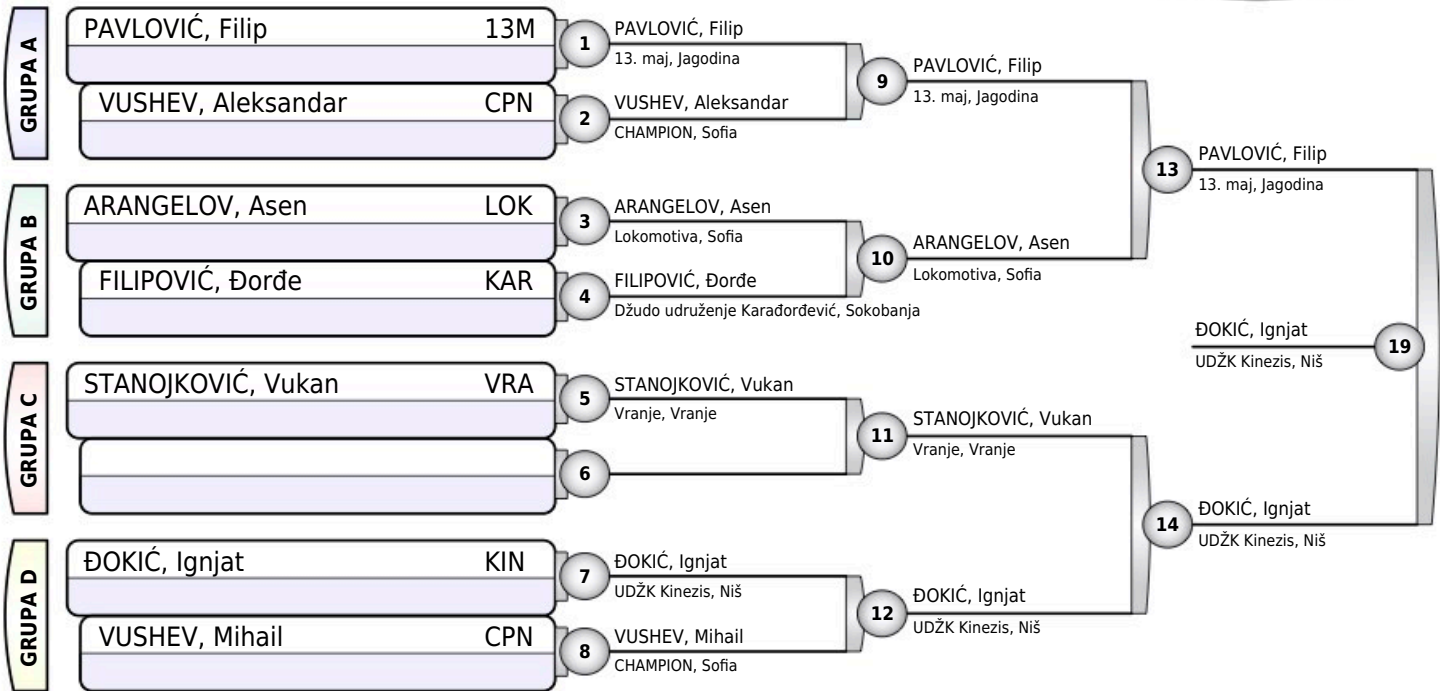 GRUPA A
PAVLOVIĆ, Filip 13M
VUSHEV, Aleksandar CPN
1
PAVLOVIĆ, Filip
13. maj, Jagodina
2
VUSHEV, Aleksandar
CHAMPION, Sofia
9
PAVLOVIĆ, Filip
13. maj, Jagodina
GRUPA B
ARANGELOV, Asen LOK
FILIPOVIĆ, Đorđe KAR
3
ARANGELOV, Asen
Lokomotiva, Sofia
4
FILIPOVIĆ, Đorđe
Džudo udruženje Karađorđević, Sokobanja
10
ARANGELOV, Asen
Lokomotiva, Sofia
13
PAVLOVIĆ, Filip
13. maj, Jagodina
GRUPA C
STANOJKOVIĆ, Vukan VRA
5
STANOJKOVIĆ, Vukan
Vranje, Vranje
6
11
STANOJKOVIĆ, Vukan
Vranje, Vranje
GRUPA D
ĐOKIĆ, Ignjat KIN
VUSHEV, Mihail CPN
7
ĐOKIĆ, Ignjat
UDŽK Kinezis, Niš
8
VUSHEV, Mihail
CHAMPION, Sofia
12
ĐOKIĆ, Ignjat
UDŽK Kinezis, Niš
14
ĐOKIĆ, Ignjat
UDŽK Kinezis, Niš
ĐOKIĆ, Ignjat
UDŽK Kinezis, Niš
19